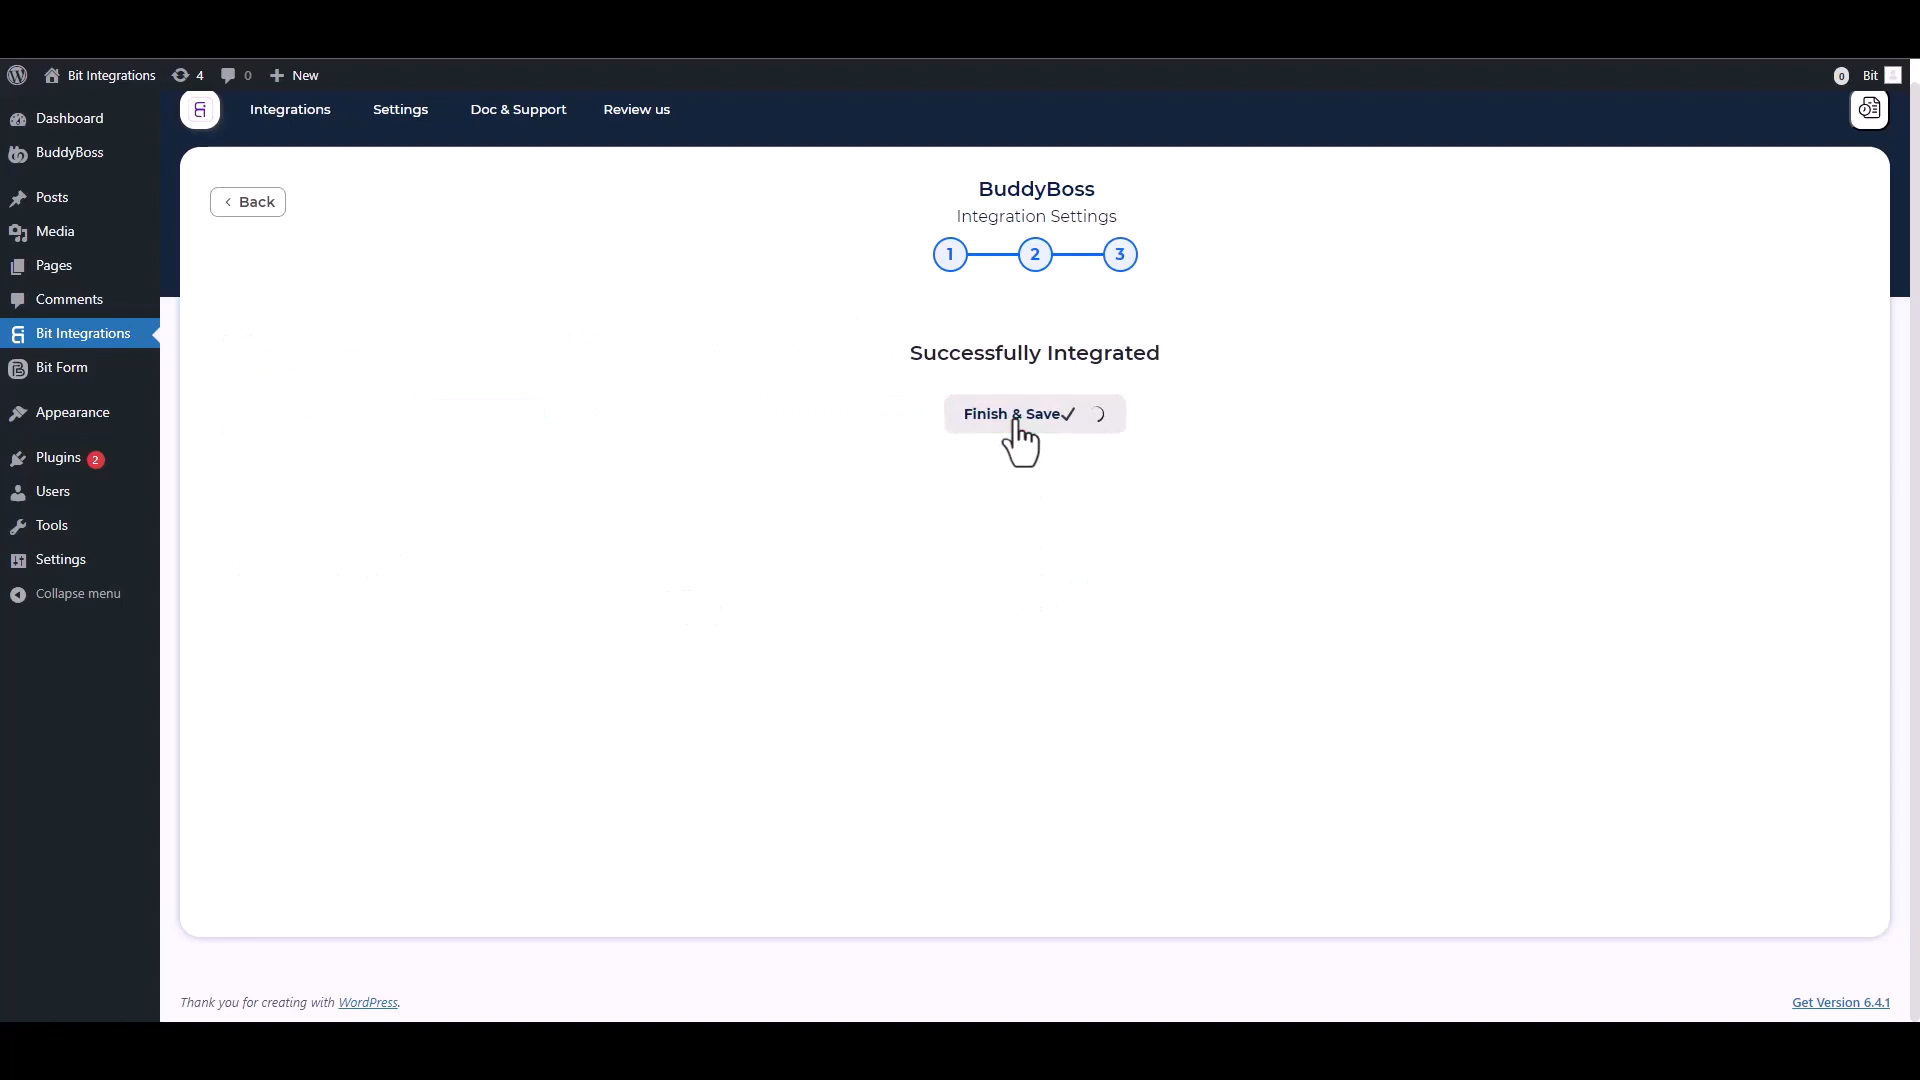 Bit Integrations 4 0 New
0 Bit
Integrations Settings Doc & Support Review us
Dashboard
BuddyBoss
Posts
Media
Pages
Comments
Bit Integrations
Bit Form
Appearance
Plugins 2
Users
Tools
Settings
Collapse menu
Back
BuddyBoss
Integration Settings
1 2 3
Successfully Integrated
Finish & Save
Thank you for creating with WordPress.
Get Version 6.4.1